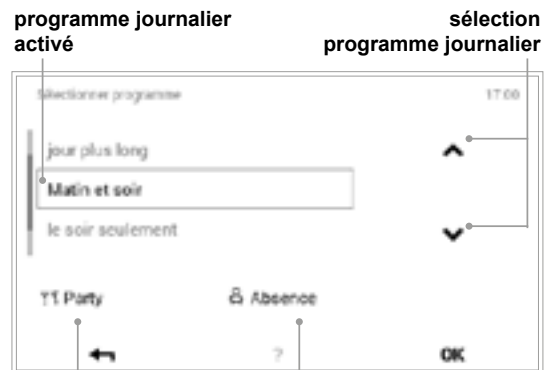 programme journalier
activé
sélection
programme journalier
Sélectionner programme 17:00
jour plus long
Matin et soir
le soir seulement
Party Absence
? OK